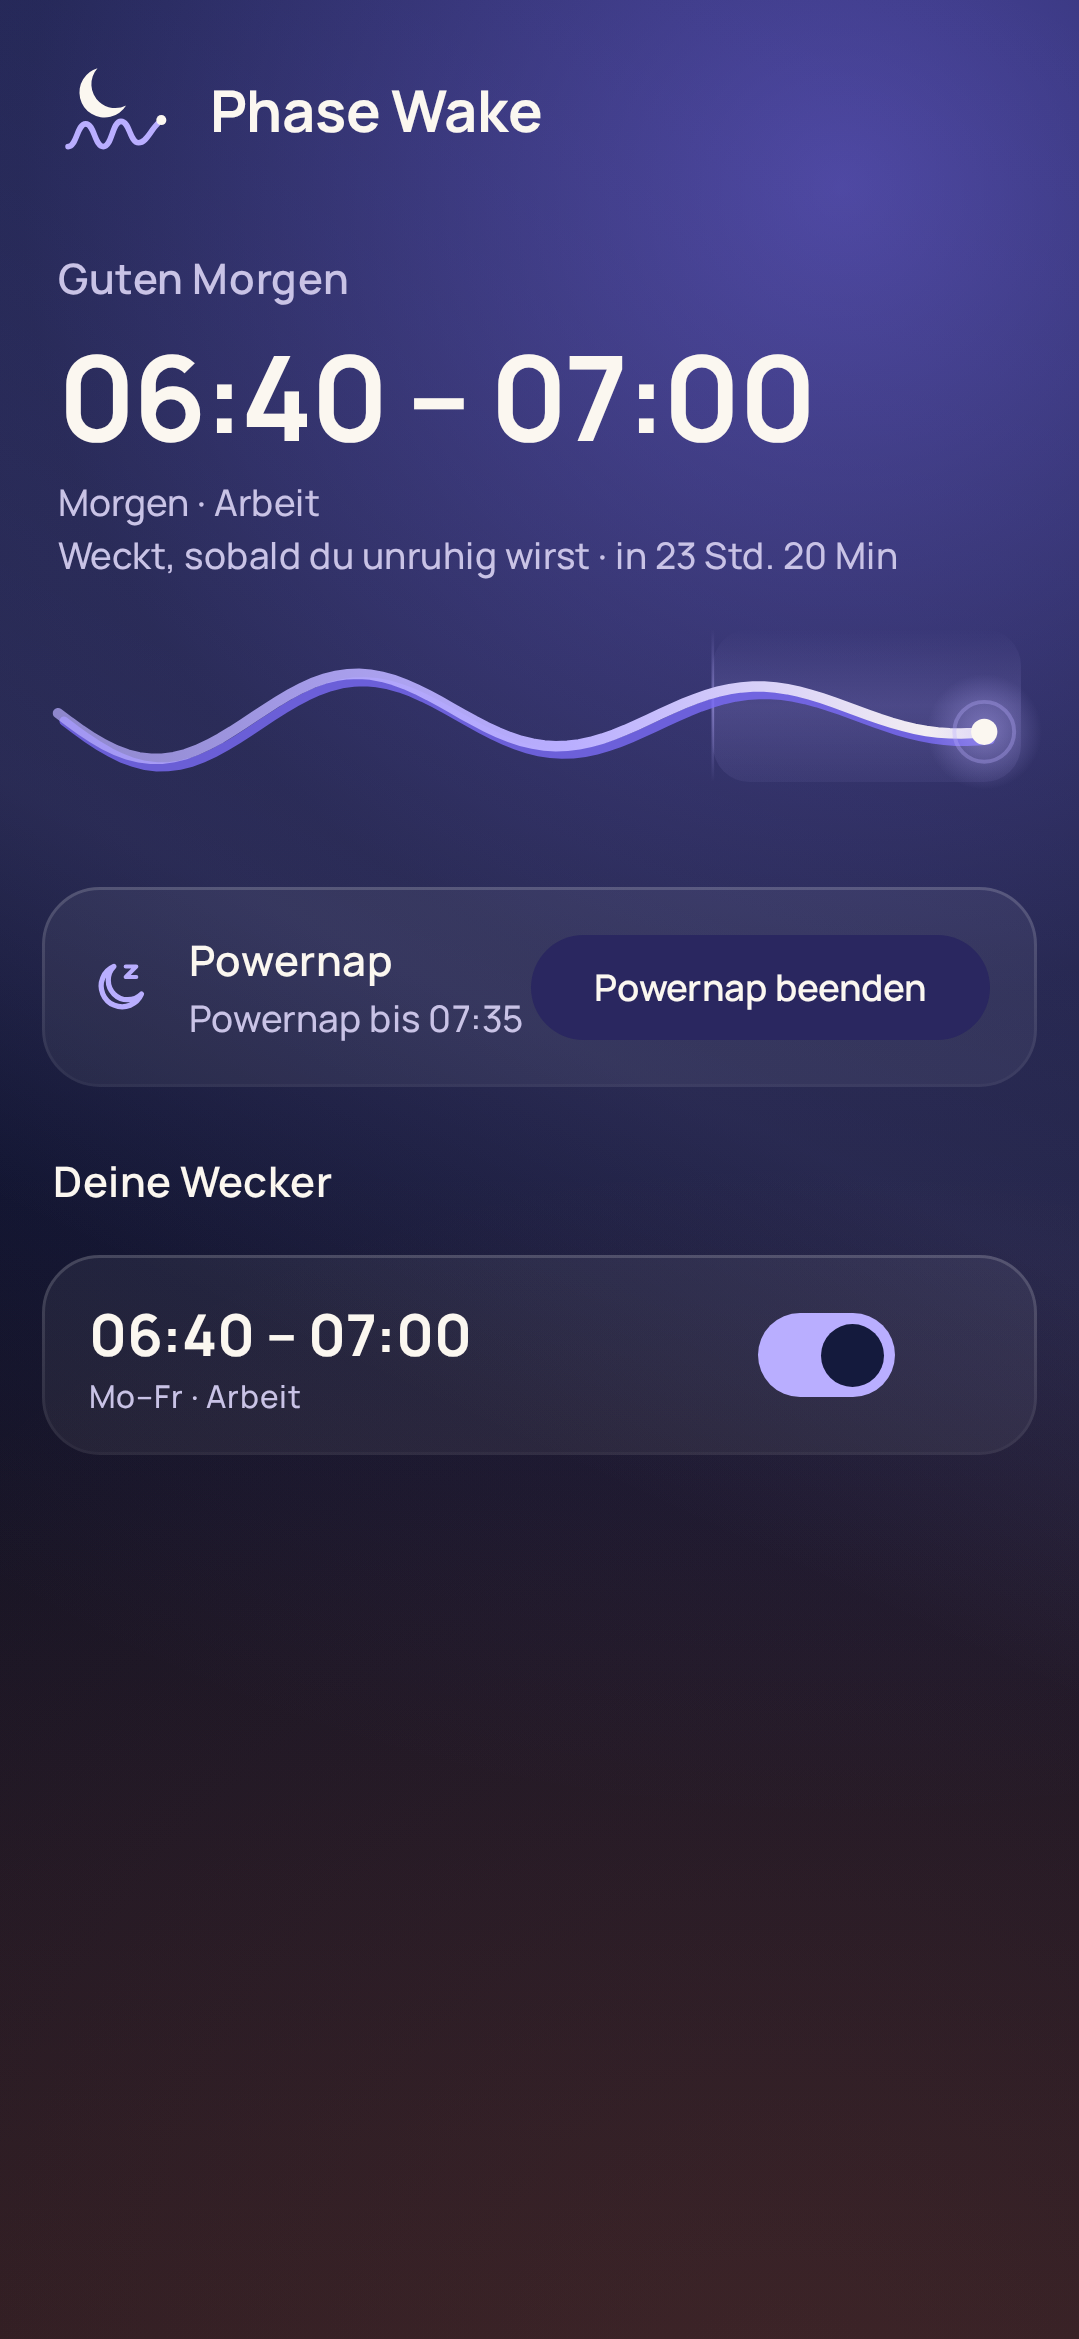 Phase Wake
Guten Morgen
06:40 – 07:00
Morgen · Arbeit
Weckt, sobald du unruhig wirst · in 23 Std. 20 Min
Powernap
Powernap bis 07:35
Powernap beenden
Deine Wecker
06:40 – 07:00
Mo–Fr · Arbeit